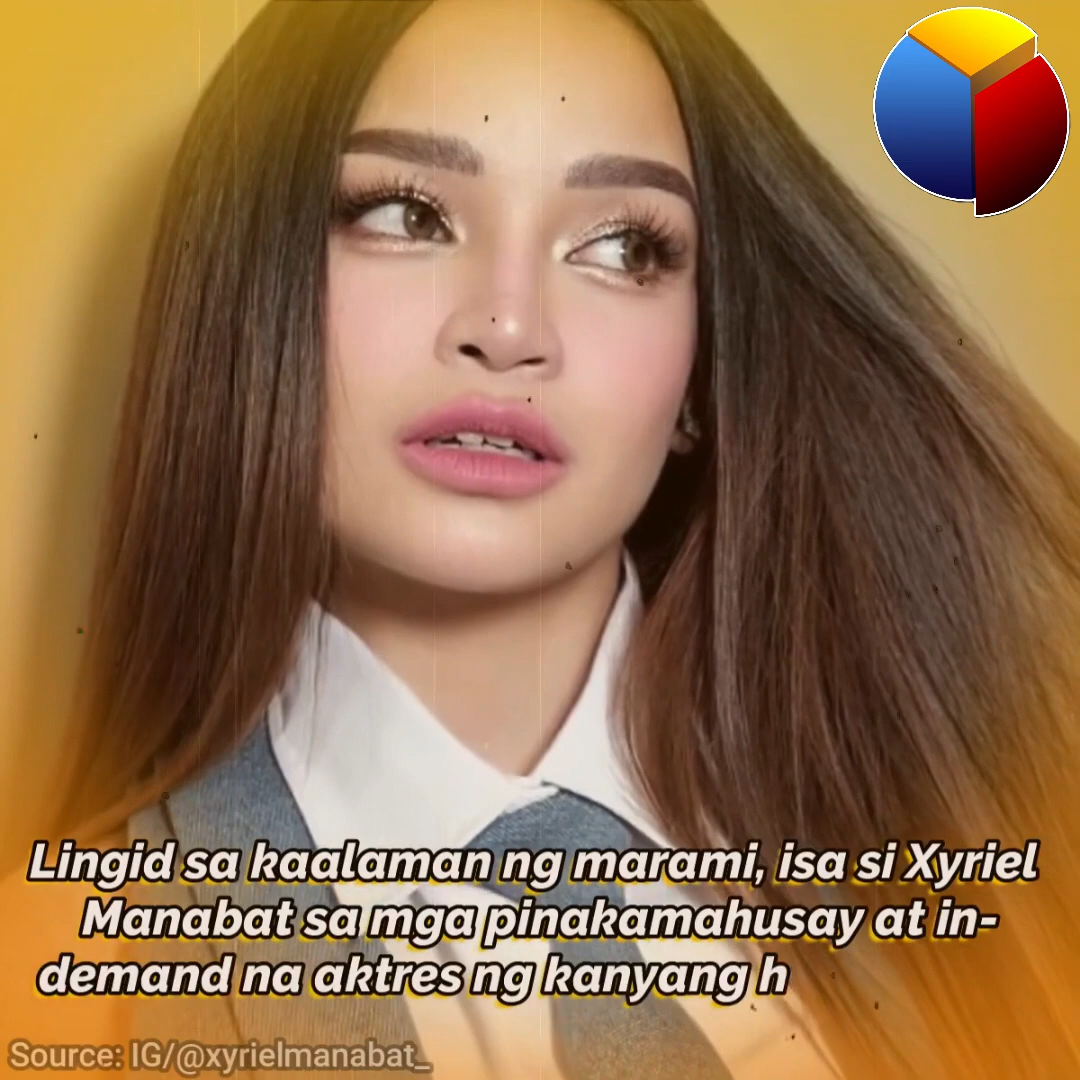 Lingid sa kaalaman ng marami, isa si Xyriel
Manabat sa mga pinakamahusay at in-
demand na aktres ng kanyang h
Source: IG/@xyrielmanabat_